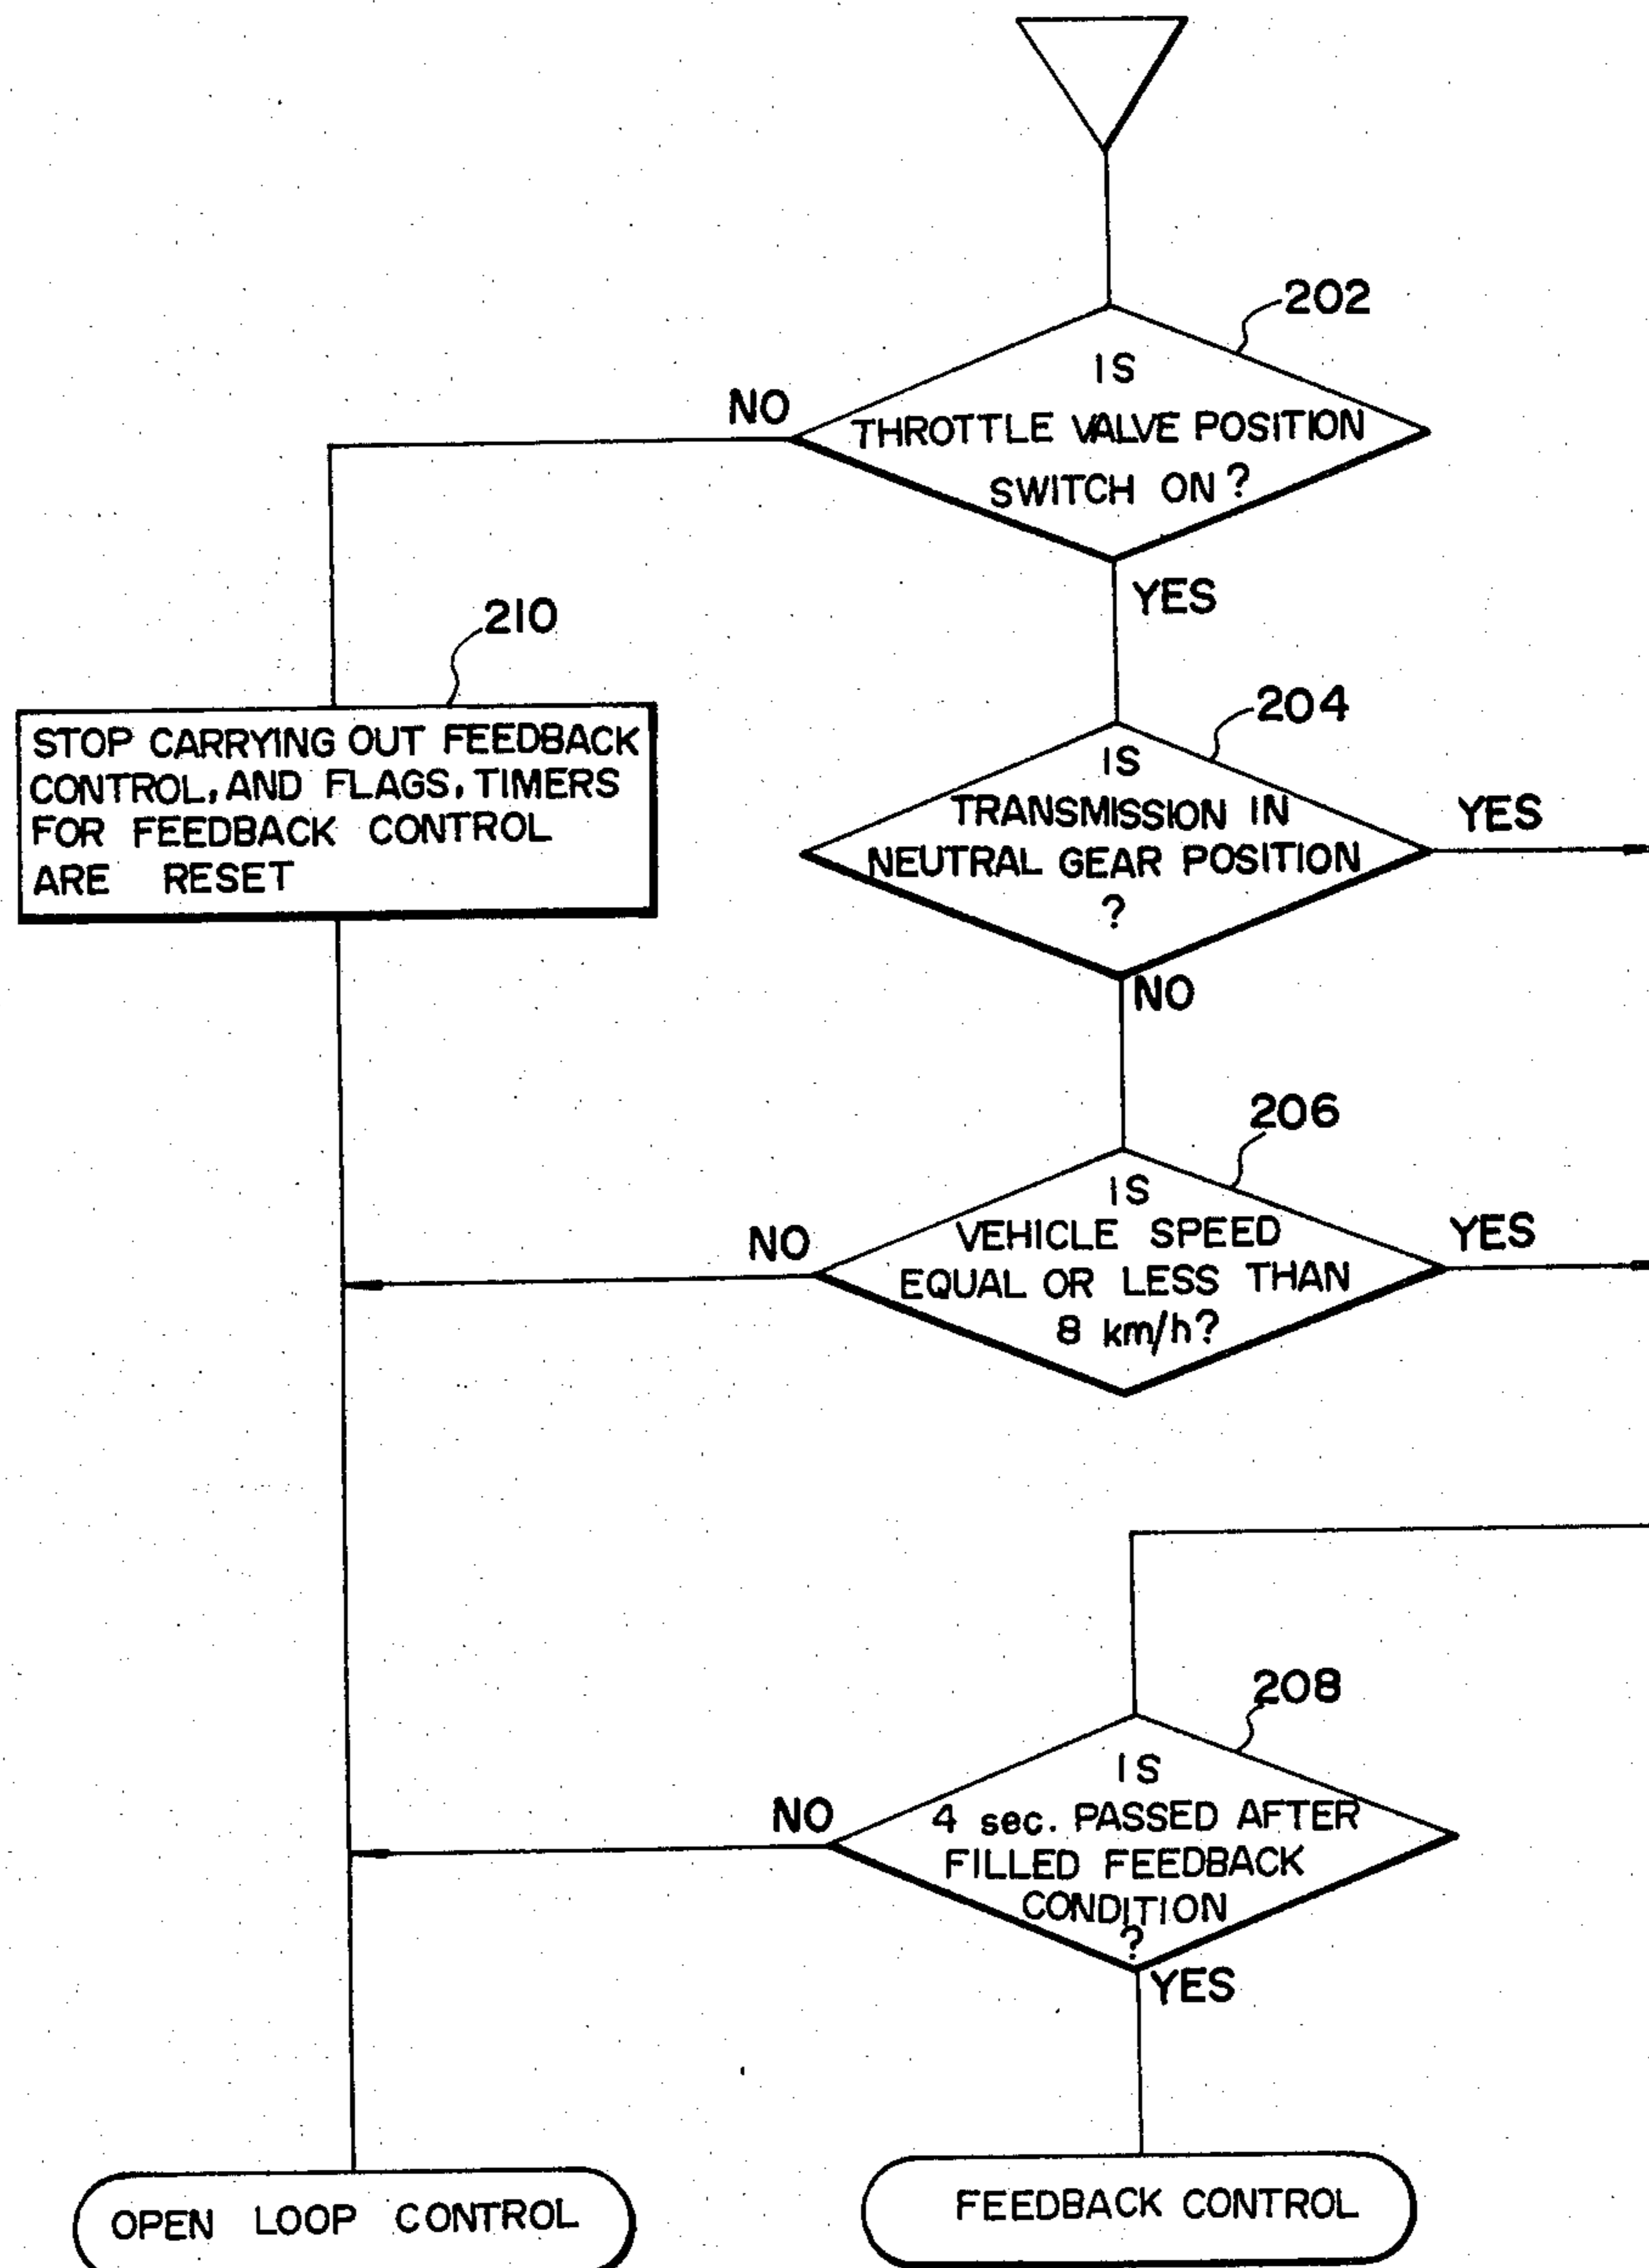 202
IS
NO
THROTTLE VALVE POSITION
SWITCH ON?
YES
210
STOP CARRYING OUT FEEDBACK
CONTROL, AND FLAGS, TIMERS
FOR FEEDBACK CONTROL
ARE RESET
204
IS
TRANSMISSION IN
NEUTRAL GEAR POSITION
?
YES
NO
206
IS
NO
VEHICLE SPEED
YES
EQUAL OR LESS THAN
8 km/h?
208
IS
NO
4 sec. PASSED AFTER
FILLED FEEDBACK
CONDITION
?
YES
OPEN LOOP CONTROL
FEEDBACK CONTROL